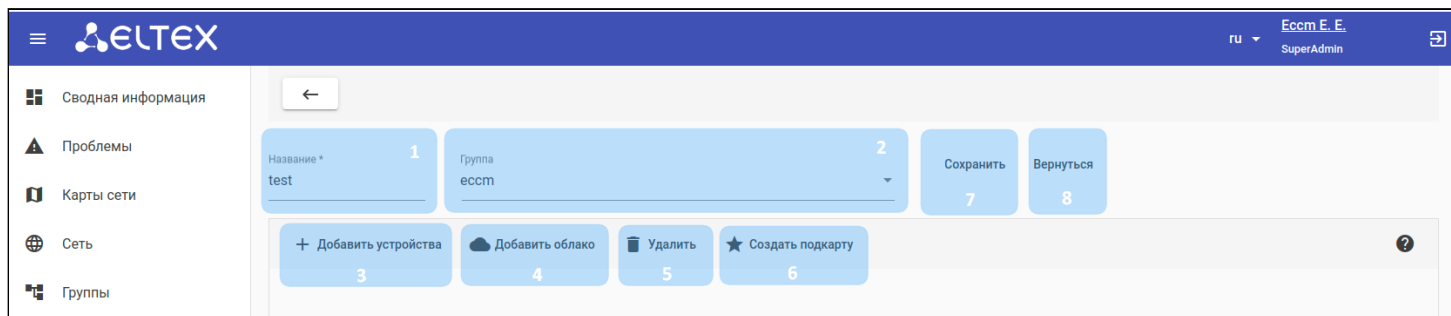 ELTEX
ru
Eccm E. E.
SuperAdmin
Сводная информация
Проблемы
Карты сети
Сеть
Группы
Название *
test
1
Группа
eccm
2
Сохранить
7
Вернуться
8
Добавить устройства
3
Добавить облако
4
Удалить
5
Создать подкарту
6
?